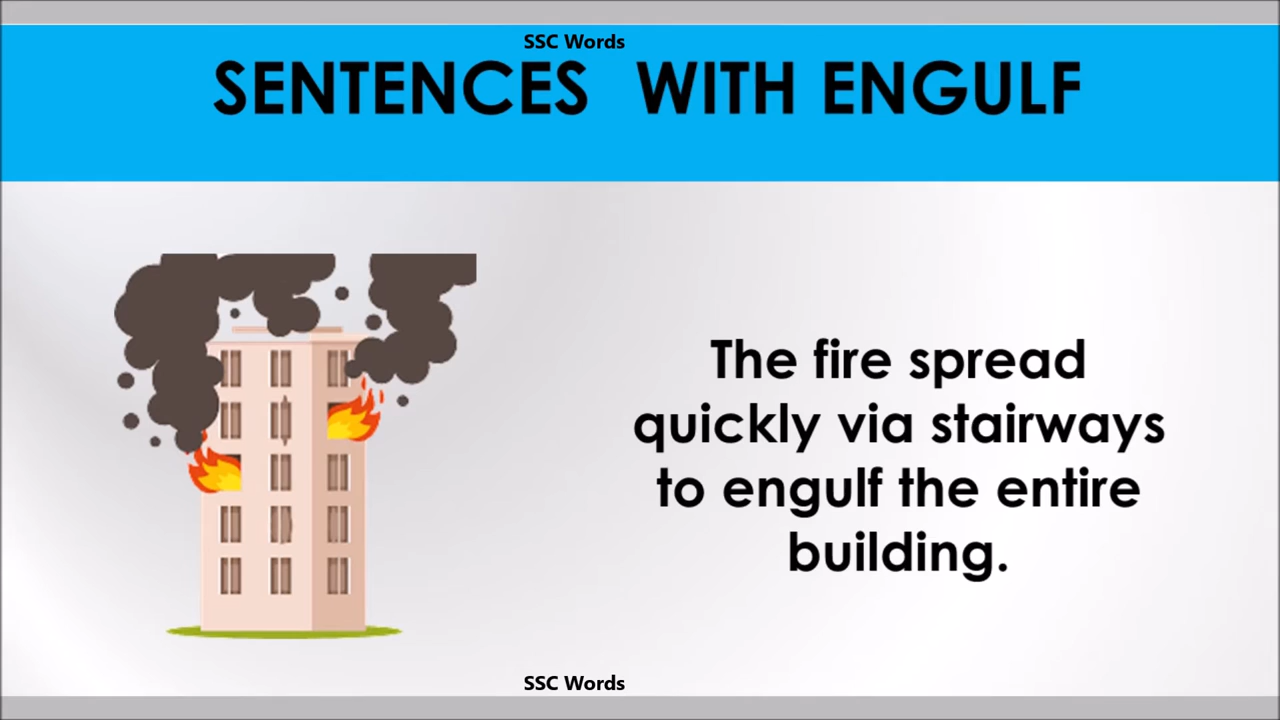 SSC Words
SENTENCES WITH ENGULF
The fire spread
quickly via stairways
to engulf the entire
building.
SSC Words